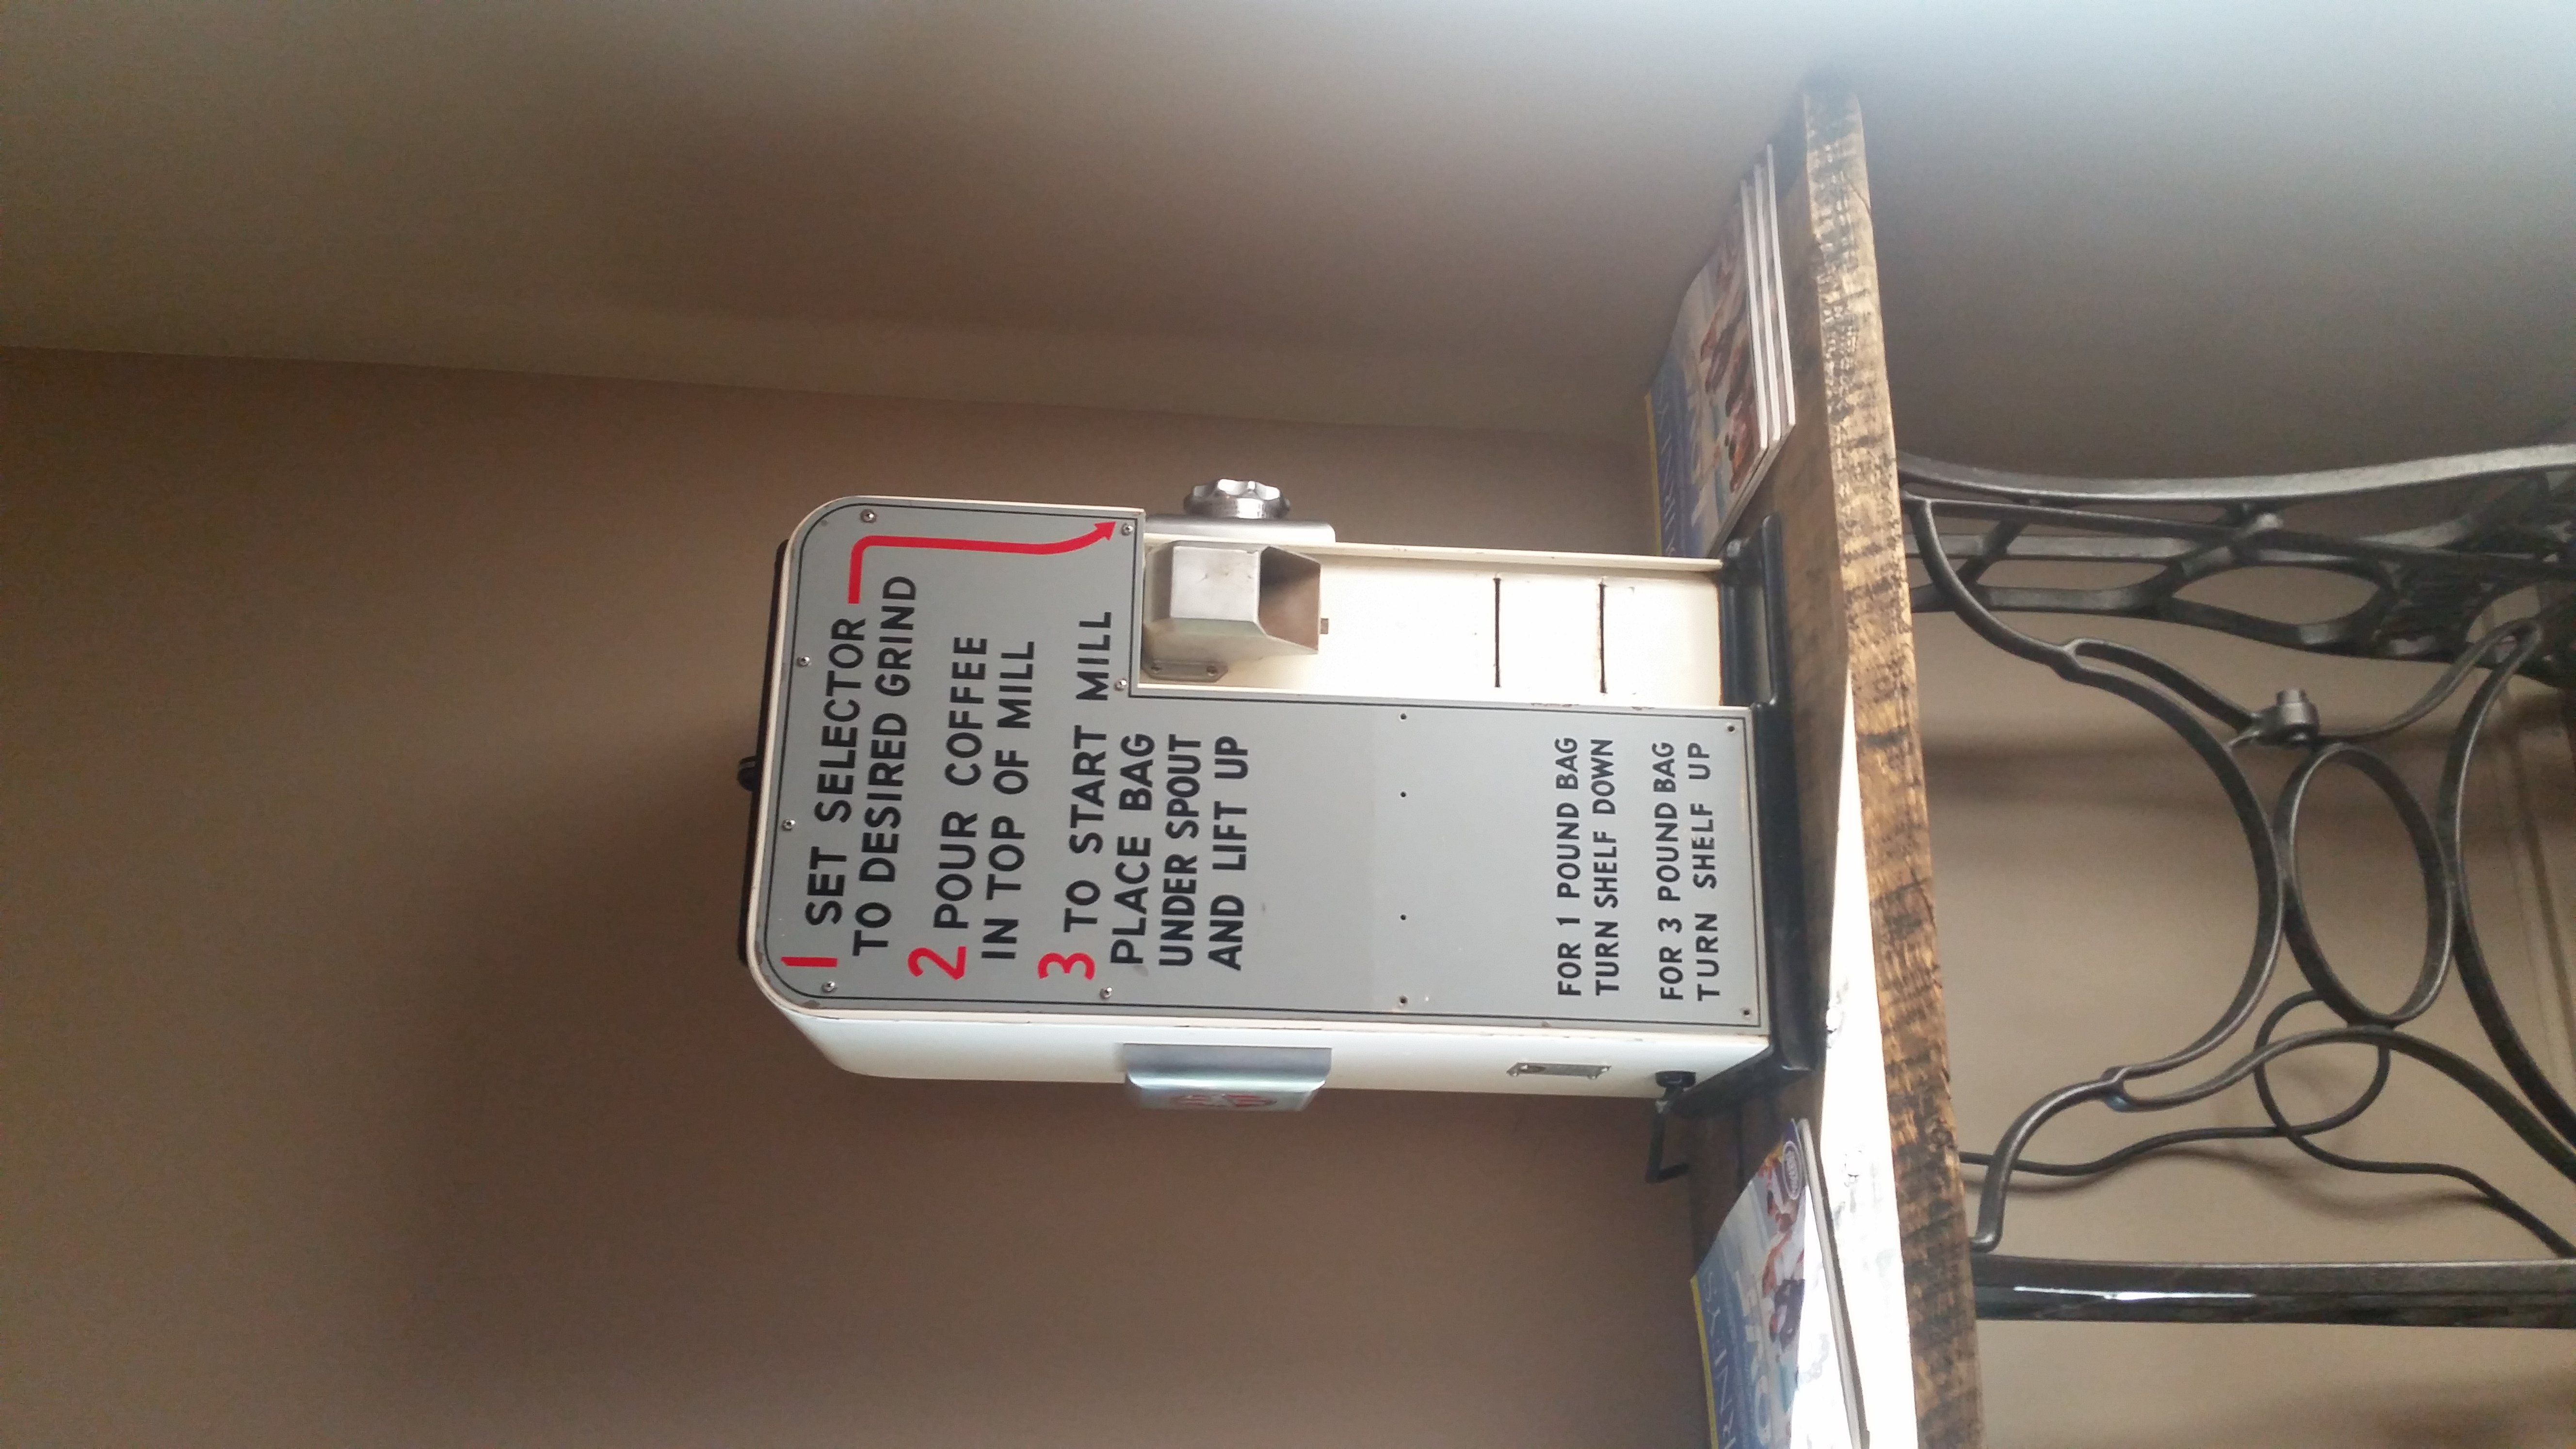 1 SET SELECTOR
TO DESIRED GRIND
2 POUR COFFEE
IN TOP OF MILL
3 TO START MILL
PLACE BAG
UNDER SPOUT
AND LIFT UP
FOR 1 POUND BAG
TURN SHELF DOWN
FOR 3 POUND BAG
TURN SHELF UP